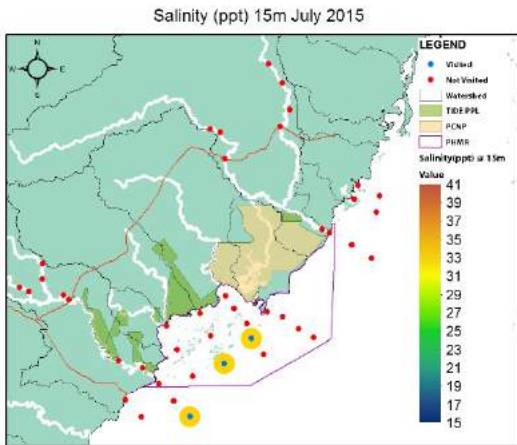 Salinity (ppt) 15m July 2015
N
W
E
S
LEGEND
Visited
Not Visited
Watershed
TIDE PPL
PCNP
PHMR
Salinity(ppt) @ 15m
Value
41
39
37
35
33
31
29
27
25
23
21
19
17
15